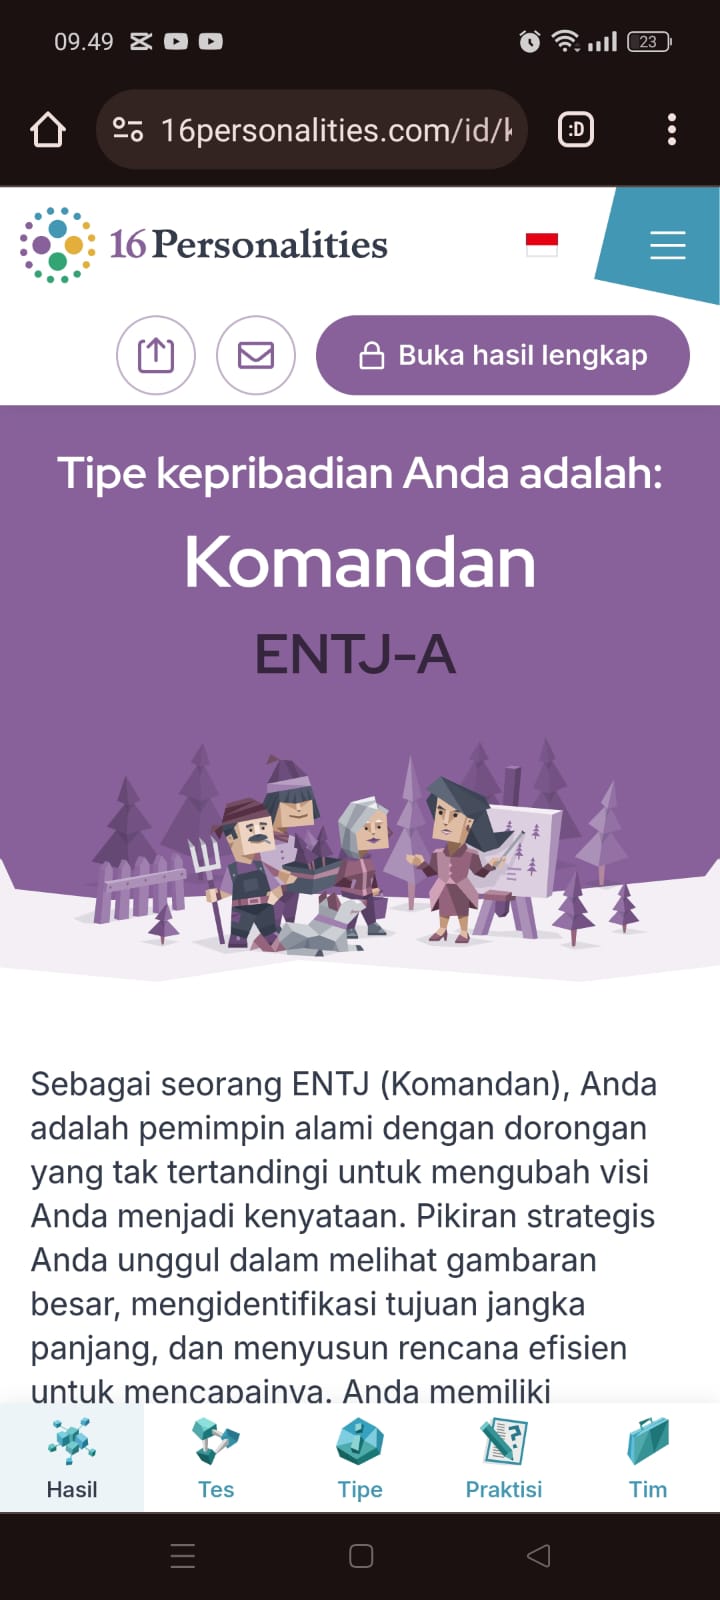 09.49
23
16personalities.com/id/k
:D
16Personalities
Buka hasil lengkap
Tipe kepribadian Anda adalah:
Komandan
ENTJ-A
Sebagai seorang ENTJ (Komandan), Anda
adalah pemimpin alami dengan dorongan
yang tak tertandingi untuk mengubah visi
Anda menjadi kenyataan. Pikiran strategis
Anda unggul dalam melihat gambaran
besar, mengidentifikasi tujuan jangka
panjang, dan menyusun rencana efisien
untuk mencapainya. Anda memiliki
Hasil
Tes
Tipe
Praktisi
Tim